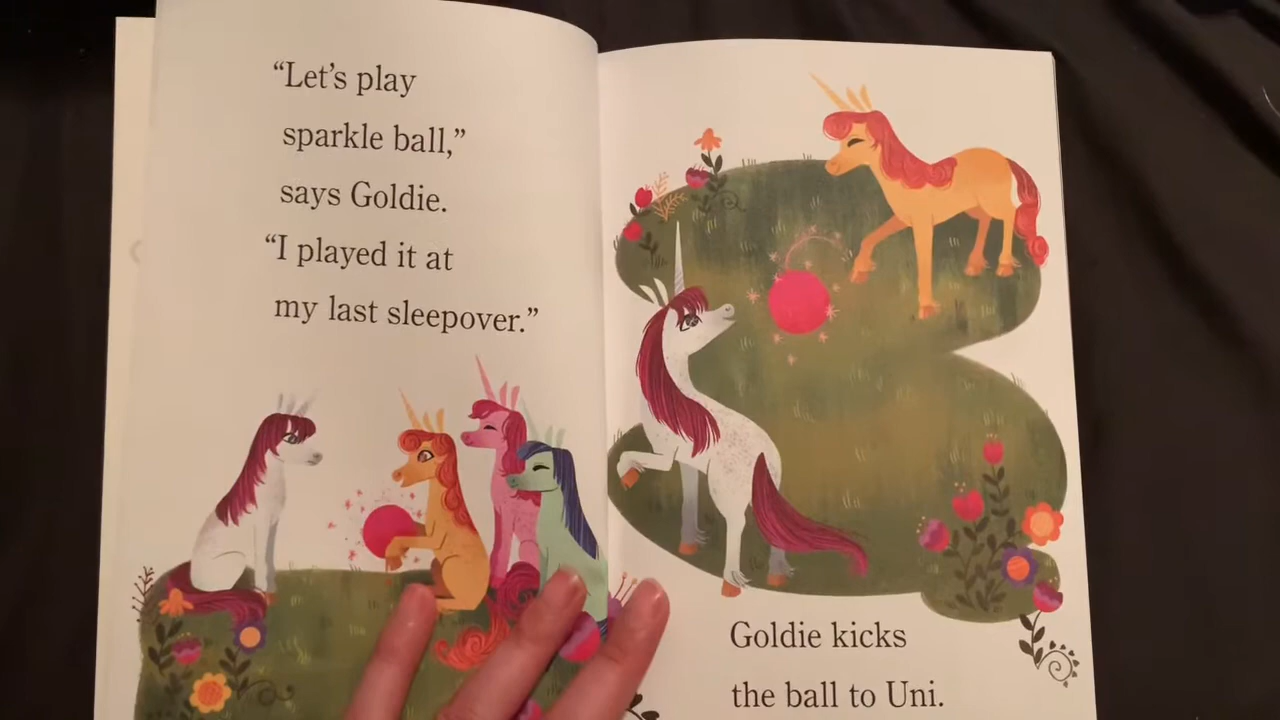 “Let’s play
sparkle ball,”
says Goldie.
“I played it at
my last sleepover.”
Goldie kicks
the ball to Uni.